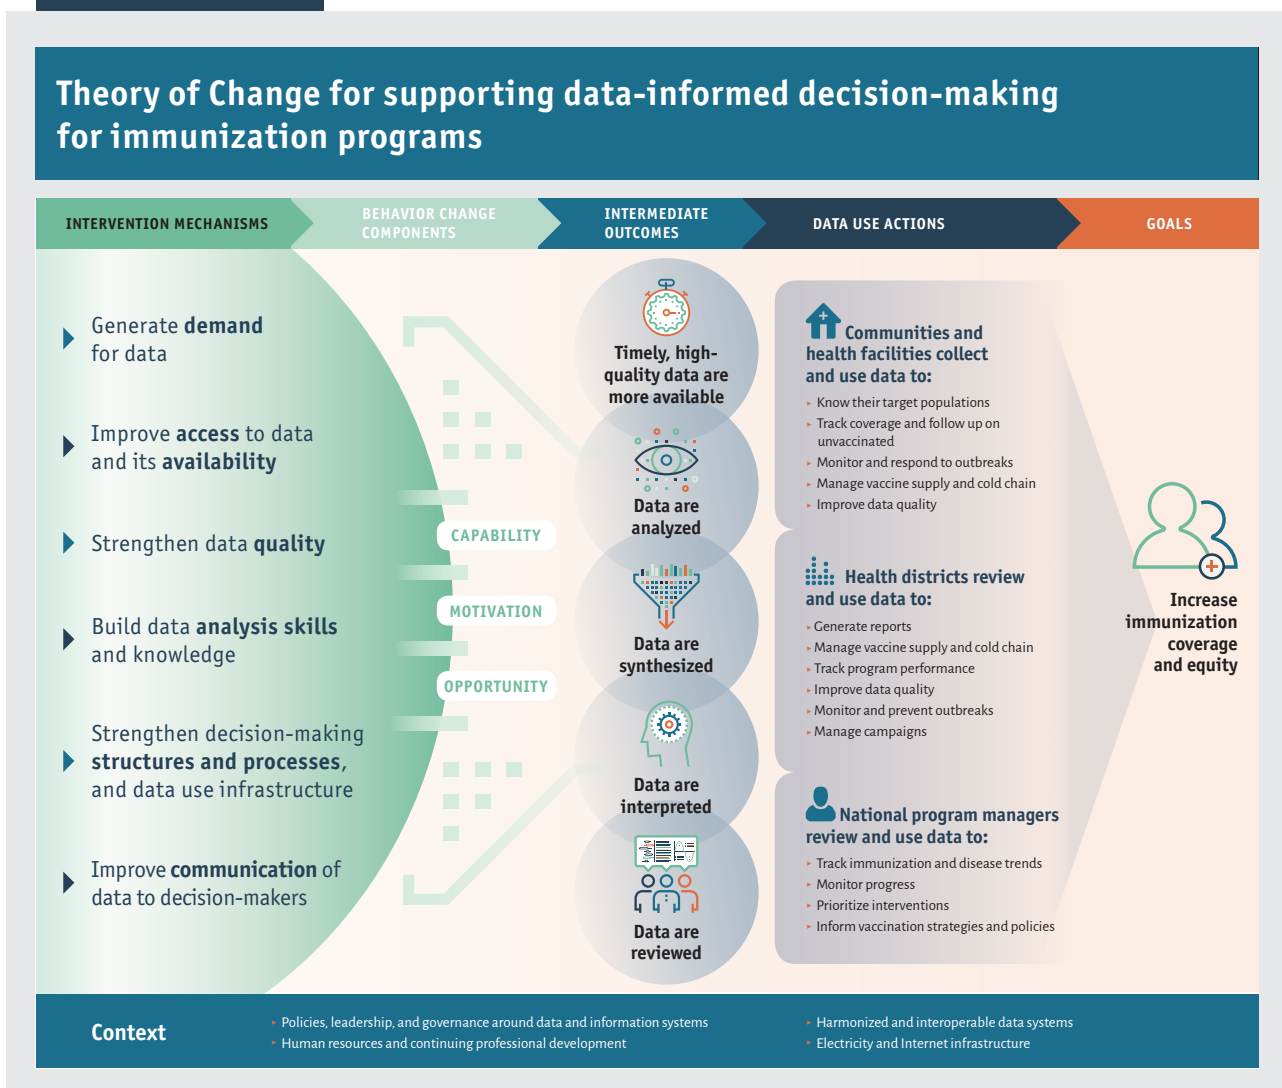 Theory of Change for supporting data-informed decision-making
for immunization programs
INTERVENTION MECHANISMS
BEHAVIOR CHANGE
COMPONENTS
INTERMEDIATE
OUTCOMES
DATA USE ACTIONS
GOALS
Generate demand
for data
Improve access to data
and its availability
Strengthen data quality
Build data analysis skills
and knowledge
Strengthen decision-making
structures and processes,
and data use infrastructure
Improve communication of
data to decision-makers
CAPABILITY
MOTIVATION
OPPORTUNITY
Timely, high-
quality data are
more available
Data are
analyzed
Data are
synthesized
Data are
interpreted
Data are
reviewed
Communities and
health facilities collect
and use data to:
Know their target populations
Track coverage and follow up on
unvaccinated
Monitor and respond to outbreaks
Manage vaccine supply and cold chain
Improve data quality
Health districts review
and use data to:
Generate reports
Manage vaccine supply and cold chain
Track program performance
Improve data quality
Monitor and prevent outbreaks
Manage campaigns
National program managers
review and use data to:
Track immunization and disease trends
Monitor progress
Prioritize interventions
Inform vaccination strategies and policies
Increase
immunization
coverage
and equity
Context
Policies, leadership, and governance around data and information systems
Human resources and continuing professional development
Harmonized and interoperable data systems
Electricity and Internet infrastructure